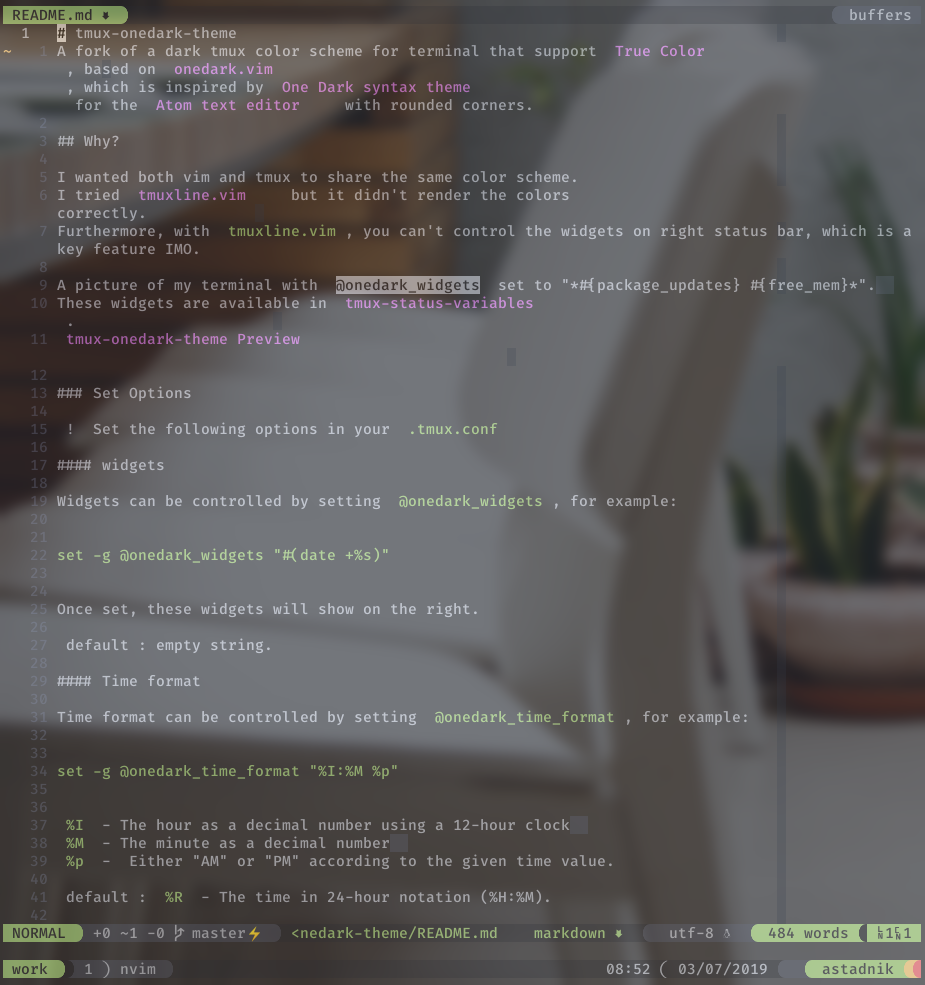 README.md buffers
1 # tmux-onedark-theme
~ 1 A fork of a dark tmux color scheme for terminal that support True Color
, based on onedark.vim
, which is inspired by One Dark syntax theme
for the Atom text editor with rounded corners.
2
3 ## Why?
4
5 I wanted both vim and tmux to share the same color scheme.
6 I tried tmuxline.vim but it didn't render the colors
correctly.
7 Furthermore, with tmuxline.vim , you can't control the widgets on right status bar, which is a
key feature IMO.
8
9 A picture of my terminal with @onedark_widgets set to "*#{package_updates} #{free_mem}*".
10 These widgets are available in tmux-status-variables
.
11 tmux-onedark-theme Preview
12
13 ### Set Options
14
15 ! Set the following options in your .tmux.conf
16
17 #### widgets
18
19 Widgets can be controlled by setting @onedark_widgets , for example:
20
21
22 set -g @onedark_widgets "#(date +%s)"
23
24
25 Once set, these widgets will show on the right.
26
27 default : empty string.
28
29 #### Time format
30
31 Time format can be controlled by setting @onedark_time_format , for example:
32
33
34 set -g @onedark_time_format "%I:%M %p"
35
36
37 %I - The hour as a decimal number using a 12-hour clock
38 %M - The minute as a decimal number
39 %p - Either "AM" or "PM" according to the given time value.
40
41 default : %R - The time in 24-hour notation (%H:%M).
42
NORMAL +0 ~1 -0 master⚡ <nedark-theme/README.md markdown utf-8 484 words 1 1
work 1 ) nvim 08:52 ( 03/07/2019 astadnik